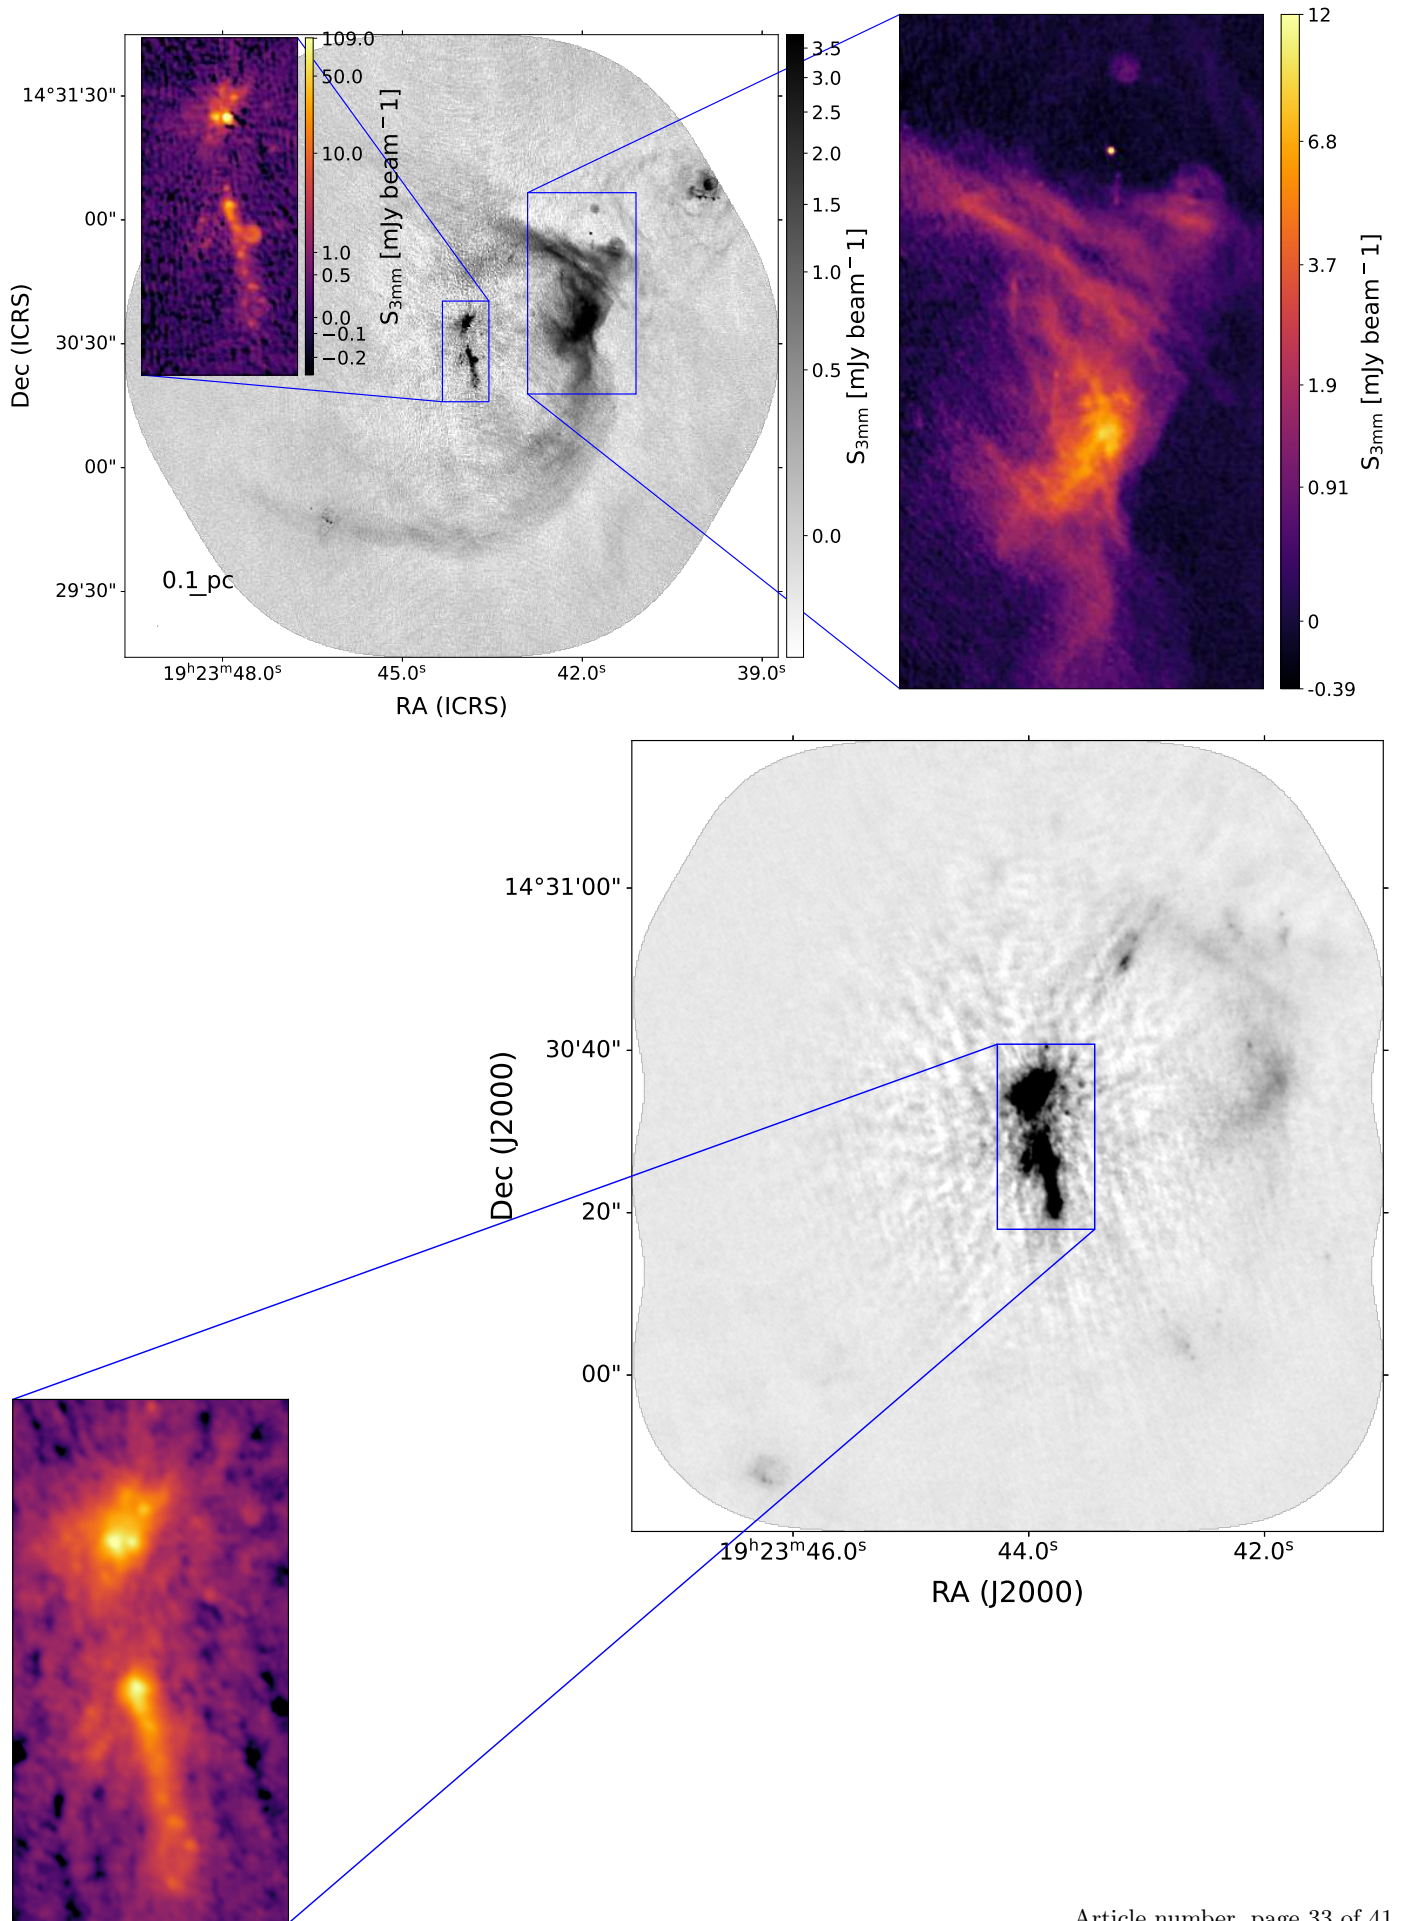 109.0
50.0
10.0
1.0
0.5
0.0
−0.1
−0.2
S3mm [mJy beam−1]
14°31'30"
00"
30'30"
00"
29'30"
Dec (ICRS)
0.1 pc
19h23m48.0s
45.0s
42.0s
39.0s
RA (ICRS)
3.5
3.0
2.5
2.0
1.5
1.0
0.5
0.0
S3mm [mJy beam−1]
12
6.8
3.7
1.9
0.91
0
-0.39
S3mm [mJy beam−1]
14°31'00"
30'40"
20"
00"
Dec (J2000)
19h23m46.0s
44.0s
42.0s
RA (J2000)
Article number, page 33 of 41